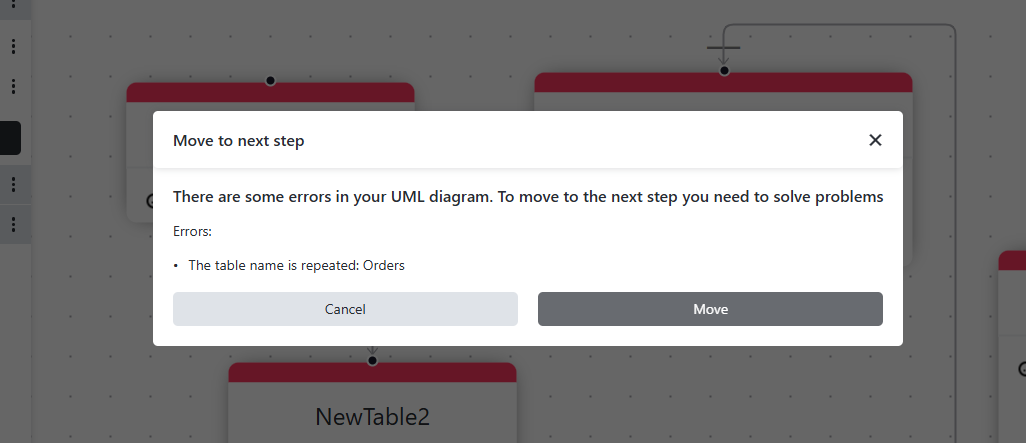 Move to next step
There are some errors in your UML diagram. To move to the next step you need to solve problems
Errors:
• The table name is repeated: Orders
Cancel
Move
NewTable2